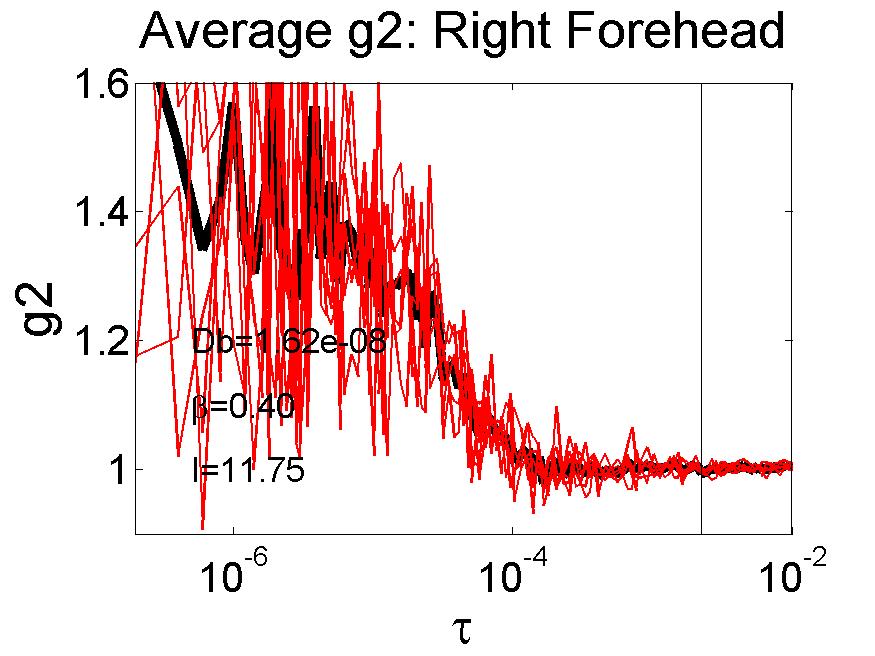 Average g2: Right Forehead
1.6
1.4
1.2
1
g2
Db=1.62e-08
β=0.40
I=11.75
10^-6
10^-4
10^-2
τ